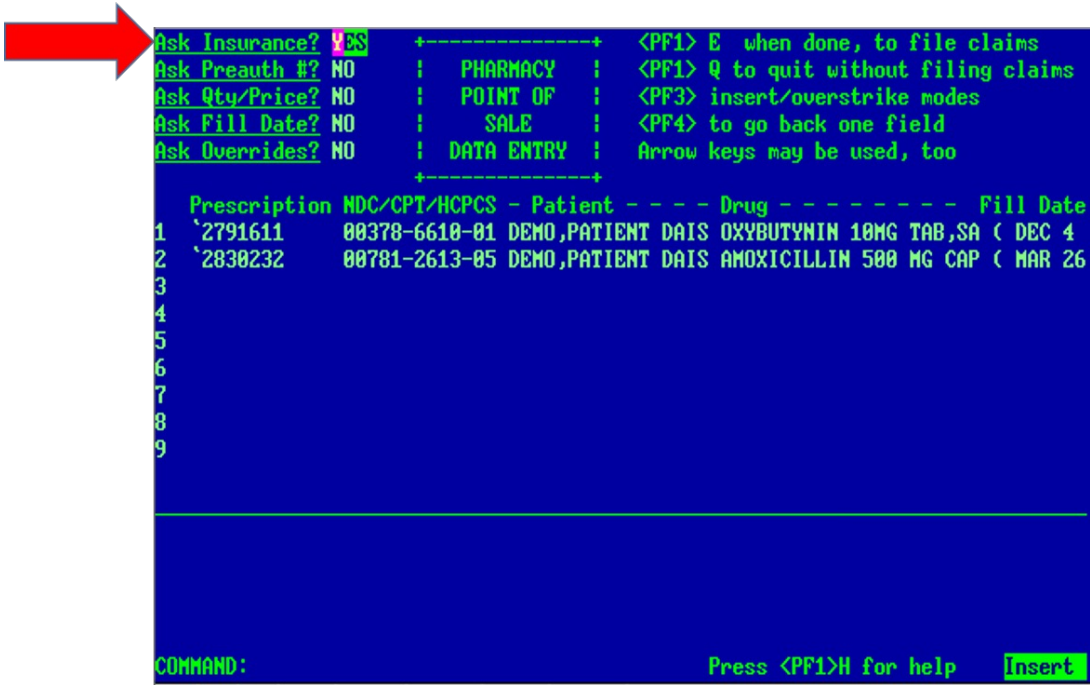 Ask Insurance? YES +--------------+ <PF1> E when done, to file claims
Ask Preauth #? NO ¦ PHARMACY ¦ <PF1> Q to quit without filing claims
Ask Qty/Price? NO ¦ POINT OF ¦ <PF3> insert/overstrike modes
Ask Fill Date? NO ¦ SALE ¦ <PF4> to go back one field
Ask Overrides? NO ¦ DATA ENTRY ¦ Arrow keys may be used, too
+--------------+
Prescription NDC/CPT/HCPCS - Patient - - - - Drug - - - - - - - - Fill Date
1 `2791611 00378-6610-01 DEMO,PATIENT DAIS OXYBUTYNIN 10MG TAB,SA ( DEC 4
2 `2830232 00781-2613-05 DEMO,PATIENT DAIS AMOXICILLIN 500 MG CAP ( MAR 26
3
4
5
6
7
8
9
COMMAND: Press <PF1>H for help Insert